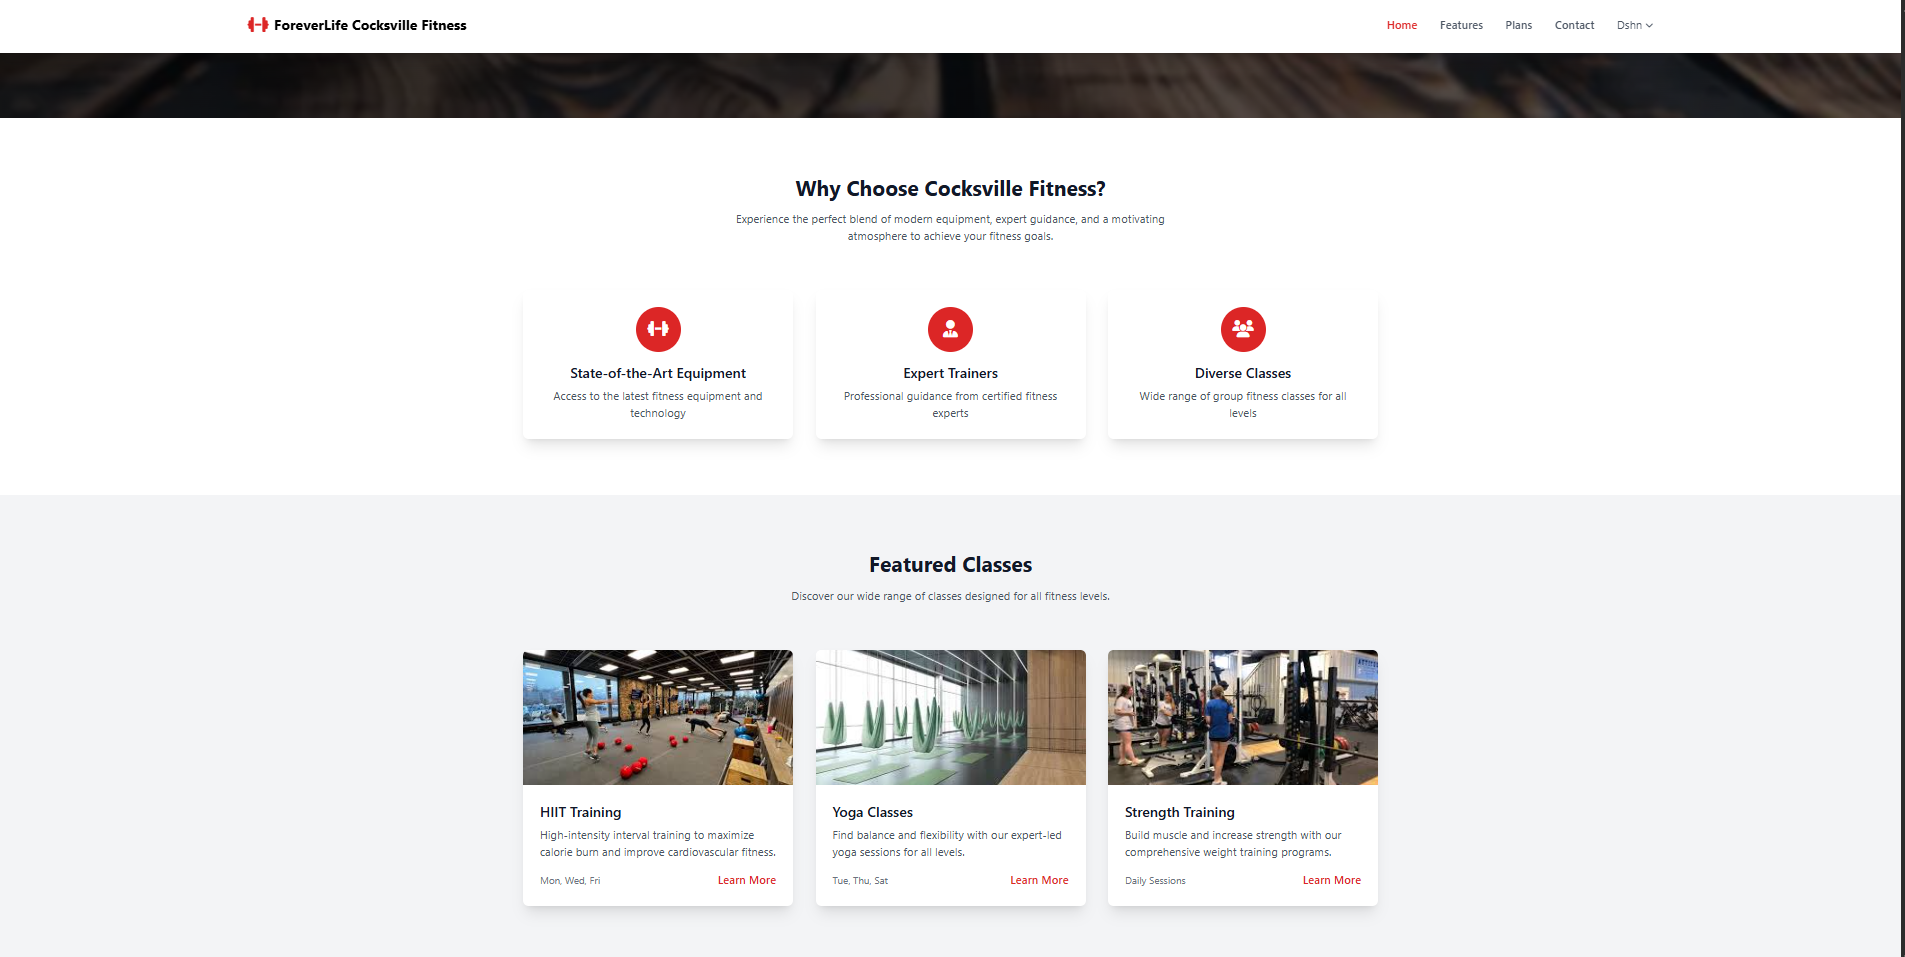 ForeverLife Cocksville Fitness
Home Features Plans Contact Dshn
Why Choose Cocksville Fitness?
Experience the perfect blend of modern equipment, expert guidance, and a motivating
atmosphere to achieve your fitness goals.
State-of-the-Art Equipment
Access to the latest fitness equipment and
technology
Expert Trainers
Professional guidance from certified fitness
experts
Diverse Classes
Wide range of group fitness classes for all
levels
Featured Classes
Discover our wide range of classes designed for all fitness levels.
HIIT Training
High-intensity interval training to maximize
calorie burn and improve cardiovascular fitness.
Mon, Wed, Fri
Learn More
Yoga Classes
Find balance and flexibility with our expert-led
yoga sessions for all levels.
Tue, Thu, Sat
Learn More
Strength Training
Build muscle and increase strength with our
comprehensive weight training programs.
Daily Sessions
Learn More